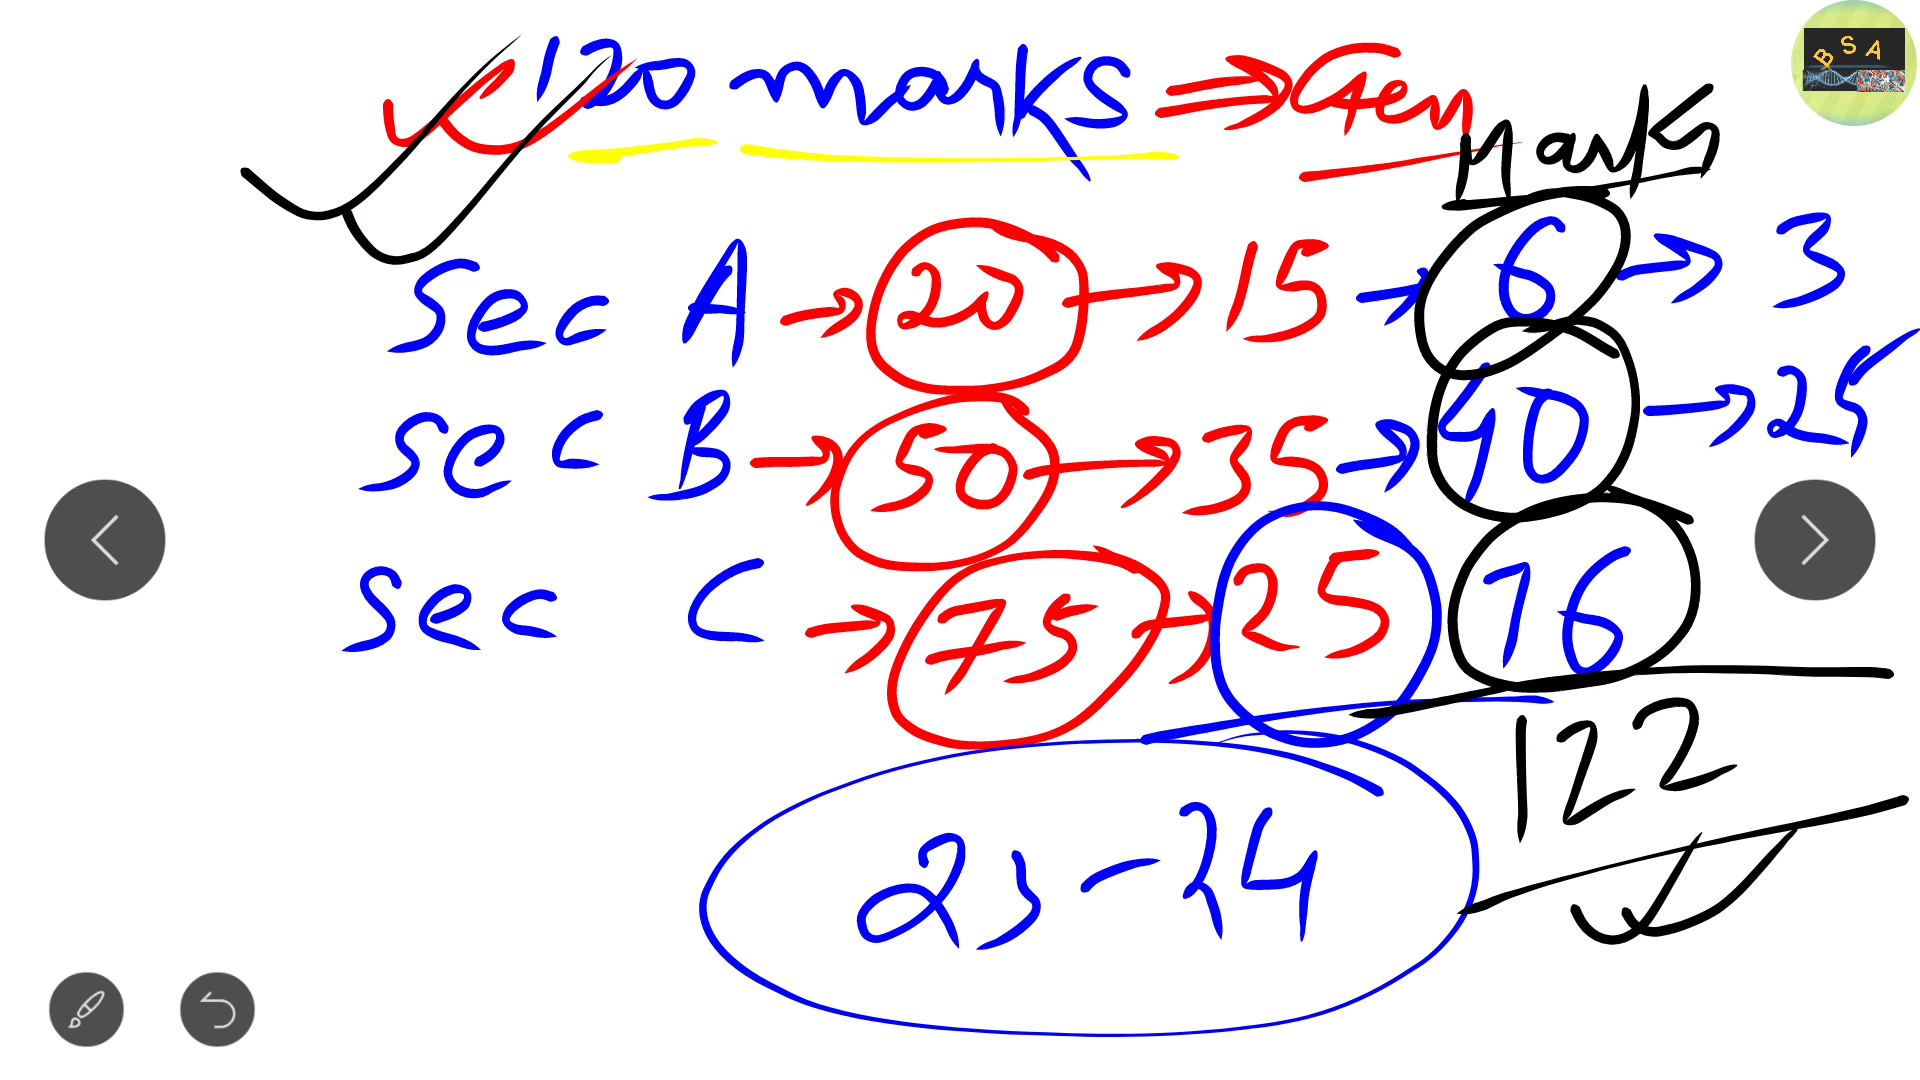 BSA
120 marks ⇒ Gen
Marks
Sec A → 20 → 15 → 6 → 3
Sec B → 50 → 35 → 40 → 25
Sec C → 75 → 25 76
122
23-24